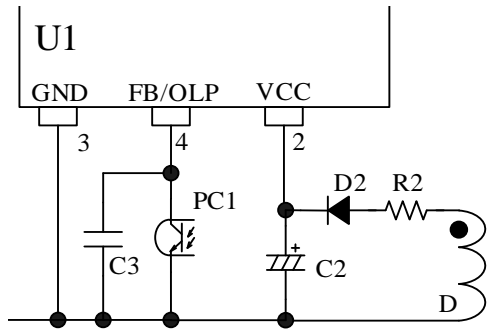 U1
GND FB/OLP VCC
3 4 2
D2 R2
PC1
+
C3 C2
D